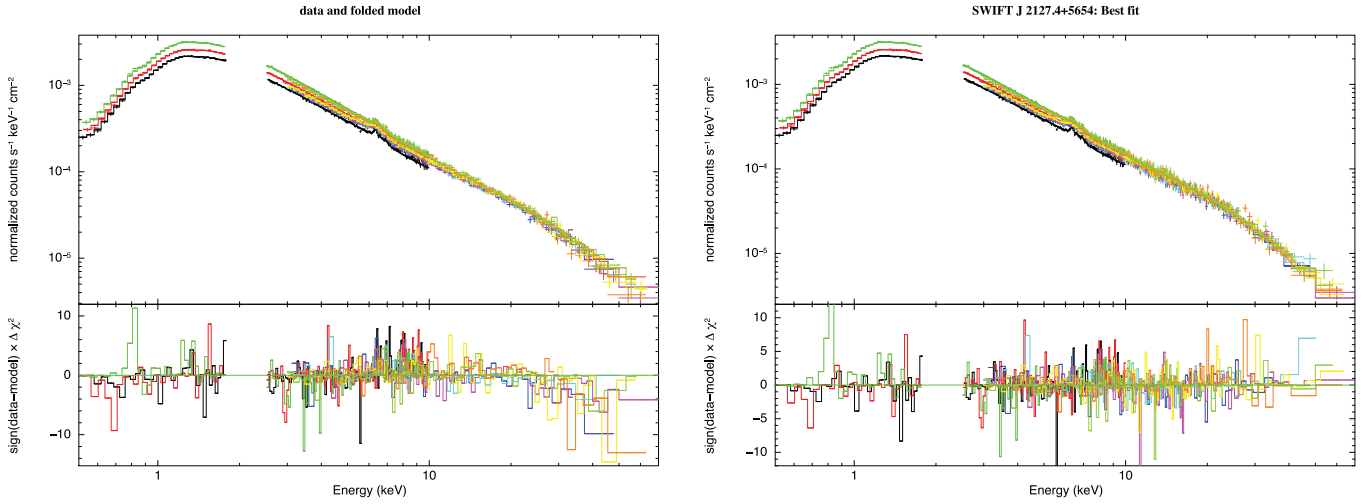 data and folded model
normalized counts s⁻¹ keV⁻¹ cm⁻²
10⁻³
10⁻⁴
10⁻⁵
sign(data−model) × Δ χ²
10
0
−10
1
10
Energy (keV)
SWIFT J 2127.4+5654: Best fit
normalized counts s⁻¹ keV⁻¹ cm⁻²
10⁻³
10⁻⁴
10⁻⁵
sign(data−model) × Δ χ²
10
5
0
−5
−10
1
10
Energy (keV)